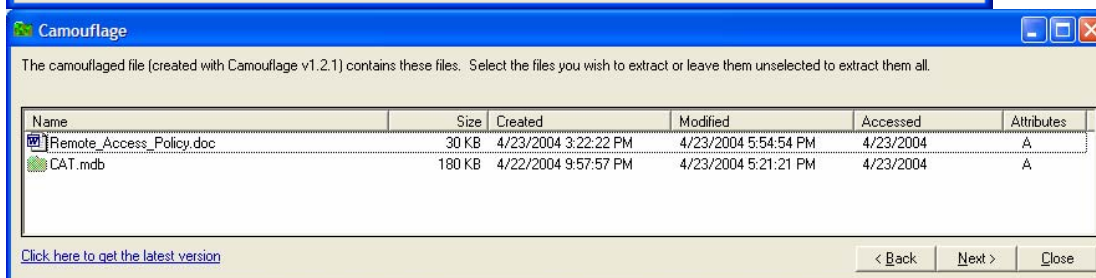 Camouflage
The camouflaged file (created with Camouflage v1.2.1) contains these files. Select the files you wish to extract or leave them unselected to extract them all.
Name Size Created Modified Accessed Attributes
Remote_Access_Policy.doc 30 KB 4/23/2004 3:22:22 PM 4/23/2004 5:54:54 PM 4/23/2004 A
CAT.mdb 180 KB 4/22/2004 9:57:57 PM 4/23/2004 5:21:21 PM 4/23/2004 A
Click here to get the latest version < Back Next > Close